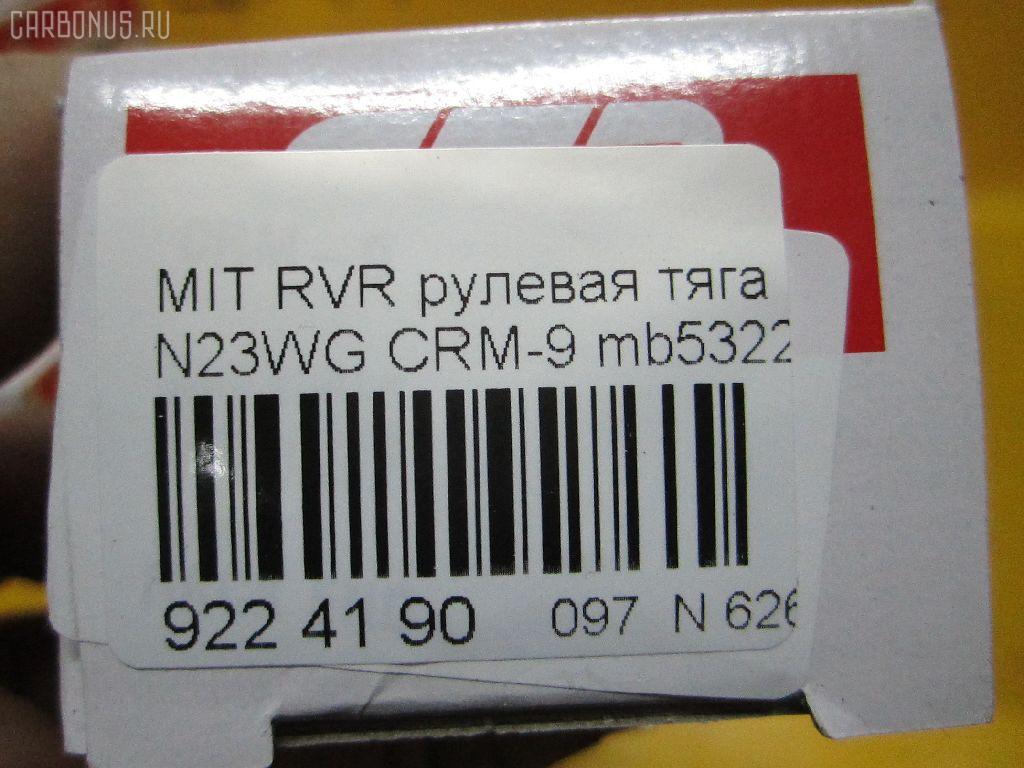 CARBONUS.RU
MIT RVR рулевая тяга
N23WG CRM-9 mb5322
922 41 90 097 N 626